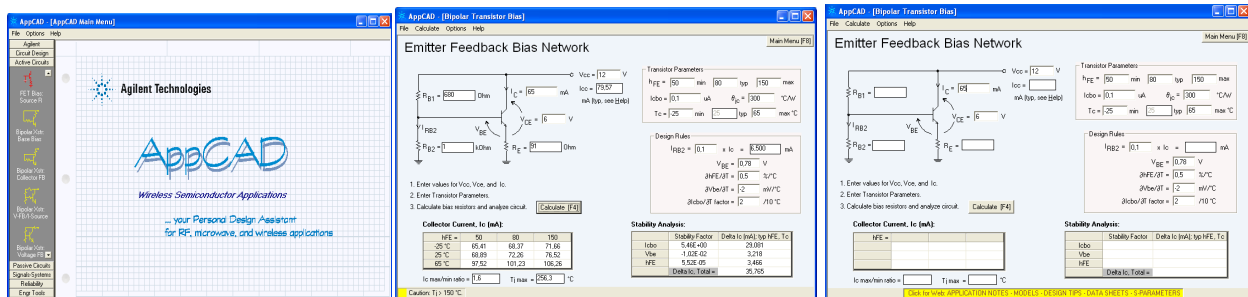 AppCAD - [AppCAD Main Menu]
File Options Help
Agilent
Circuit Design
Active Circuits
FET Bias
Source R
Bipolar Xstr
Base Bias
Bipolar Xstr
Collector FB
Bipolar Xstr
V-FB/I-Source
Bipolar Xstr
Voltage FB
Passive Circuits
Signals-Systems
Reliability
Engr Tools
Agilent Technologies
AppCAD
Wireless Semiconductor Applications
... your Personal Design Assistant
for RF, microwave, and wireless applications
AppCAD - [Bipolar Transistor Bias]
File Calculate Options Help
Emitter Feedback Bias Network
Main Menu [F8]
Vcc = 12 V
Icc = 73,57
mA (typ, see Help)
RB1 = 680 Ohm
IC = 65 mA
VCE = 6 V
VBE
IRB2
RB2 = 1 kOhm
RE = 91 Ohm
Transistor Parameters
hFE = 50 min 80 typ 150 max
Icbo = 0,1 uA θjc = 300 °C/W
Tc = -25 min 25 typ 65 max °C
Design Rules
IRB2 = 0,1 x Ic = 6,500 mA
VBE = 0,78 V
∂hFE/∂T = 0,5 %/°C
∂Vbe/∂T = -2 mV/°C
∂Icbo/∂T factor = 2 /10 °C
1. Enter values for Vcc, Vce, and Ic.
2. Enter Transistor Parameters.
3. Calculate bias resistors and analyze circuit.
Calculate [F4]
Collector Current, Ic (mA):
hFE = 50 80 150
-25 °C 65,41 68,37 71,66
25 °C 68,89 72,26 76,52
65 °C 97,52 101,23 106,26
Ic max/min ratio = 1,6 Tj max = 256,3 °C
Stability Analysis:
Stability Factor Delta Ic (mA); typ hFE, Tc
Icbo 5,46E+00 29,081
Vbe -1,02E-02 3,218
hFE 5,52E-05 3,466
Delta Ic, Total = 35,765
Caution: Tj > 150 °C
AppCAD - [Bipolar Transistor Bias]
File Calculate Options Help
Emitter Feedback Bias Network
Main Menu [F8]
Vcc = 12 V
Icc =
mA (typ, see Help)
RB1 = Ohm
IC = 65 mA
VCE = 6 V
VBE
IRB2
RB2 =
RE =
Transistor Parameters
hFE = 50 min 80 typ 150 max
Icbo = 0,1 uA θjc = 300 °C/W
Tc = -25 min 25 typ 65 max °C
Design Rules
IRB2 = 0,1 x Ic = mA
VBE = 0,78 V
∂hFE/∂T = 0,5 %/°C
∂Vbe/∂T = -2 mV/°C
∂Icbo/∂T factor = 2 /10 °C
1. Enter values for Vcc, Vce, and Ic.
2. Enter Transistor Parameters.
3. Calculate bias resistors and analyze circuit.
Calculate [F4]
Collector Current, Ic (mA):
hFE =
Ic max/min ratio = Tj max = °C
Stability Analysis:
Stability Factor Delta Ic (mA); typ hFE, Tc
Icbo
Vbe
hFE
Delta Ic, Total =
Click for Web: APPLICATION NOTES - MODELS - DESIGN TIPS - DATA SHEETS - S-PARAMETERS